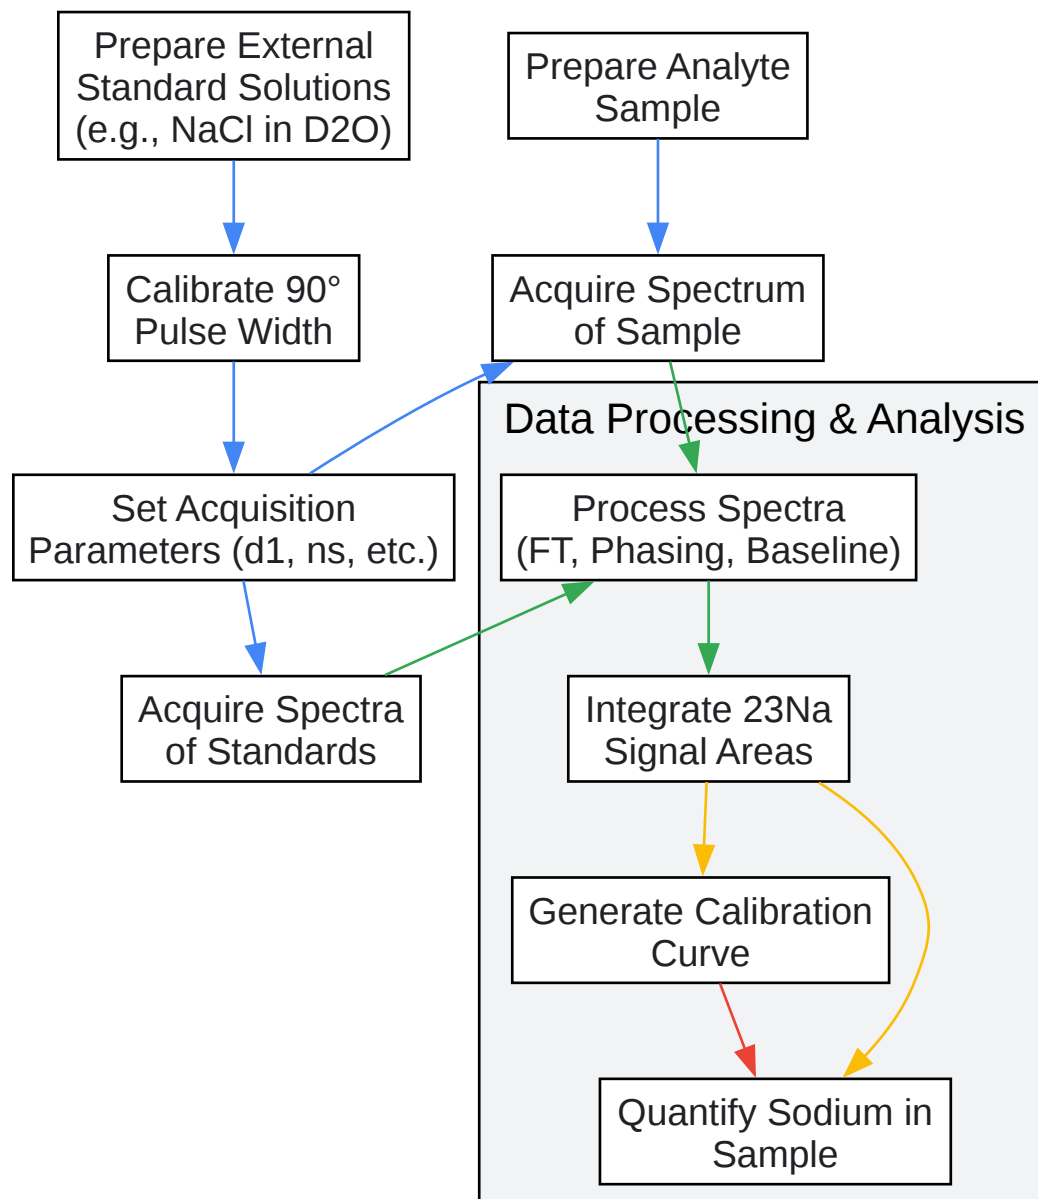 Prepare External
Standard Solutions
(e.g., NaCl in D2O)
Prepare Analyte
Sample
Calibrate 90°
Pulse Width
Acquire Spectrum
of Sample
Data Processing & Analysis
Set Acquisition
Parameters (d1, ns, etc.)
Process Spectra
(FT, Phasing, Baseline)
Acquire Spectra
of Standards
Integrate 23Na
Signal Areas
Generate Calibration
Curve
Quantify Sodium in
Sample